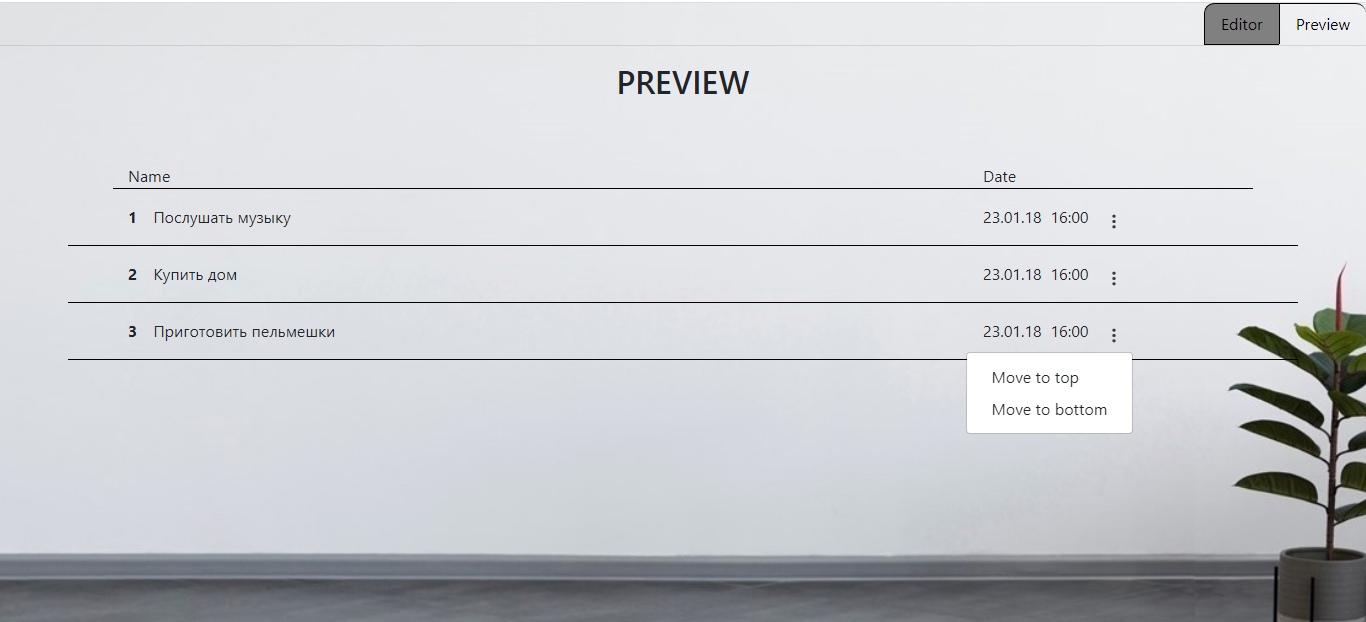 Editor Preview
PREVIEW
Name Date
1 Послушать музыку 23.01.18 16:00
2 Купить дом 23.01.18 16:00
3 Приготовить пельмешки 23.01.18 16:00
Move to top
Move to bottom